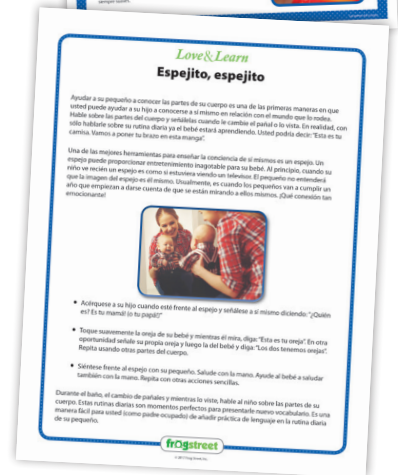 Love&Learn
Espejito, espejito
Ayudar a su pequeño a conocer las partes de su cuerpo es una de las primeras maneras en que
usted puede ayudar a su hijo a conocerse a sí mismo en relación con el mundo que lo rodea.
Hable sobre las partes del cuerpo y señálelas cuando le cambie el pañal o lo vista. En realidad, con
sólo hablarle sobre su rutina diaria ya el bebé estará aprendiendo. Usted podría decir: "Esta es tu
camisa. Vamos a poner tu brazo en esta manga".
Una de las mejores herramientas para enseñar la conciencia de sí mismos es un espejo. Un
espejo puede proporcionar entretenimiento inagotable para su bebé. Al principio, cuando su
niño ve recién un espejo es como si estuviera viendo un televisor. El pequeño no entenderá
que la imagen del espejo es él mismo. Usualmente, es cuando los pequeños van a cumplir un
año que empiezan a darse cuenta de que se están mirando a ellos mismos. ¡Qué conexión tan
emocionante!
• Acérquese a su hijo cuando esté frente al espejo y señálese a sí mismo diciendo: "¿Quién
es? Es tu mamá! (o tu papá!)"
• Toque suavemente la oreja de su bebé y mientras él mira, diga: "Esta es tu oreja". En otra
oportunidad señale su propia oreja y luego la del bebé y diga: "Los dos tenemos orejas".
Repita usando otras partes del cuerpo.
• Siéntese frente al espejo con su pequeño. Salude con la mano. Ayude al bebé a saludar
también con la mano. Repita con otras acciones sencillas.
Durante el baño, el cambio de pañales y mientras lo viste, hable al niño sobre las partes de su
cuerpo. Estas rutinas diarias son momentos perfectos para presentarle nuevo vocabulario. Es una
manera fácil para usted (como padre ocupado) de añadir práctica de lenguaje en la rutina diaria
de su pequeño.
frogstreet